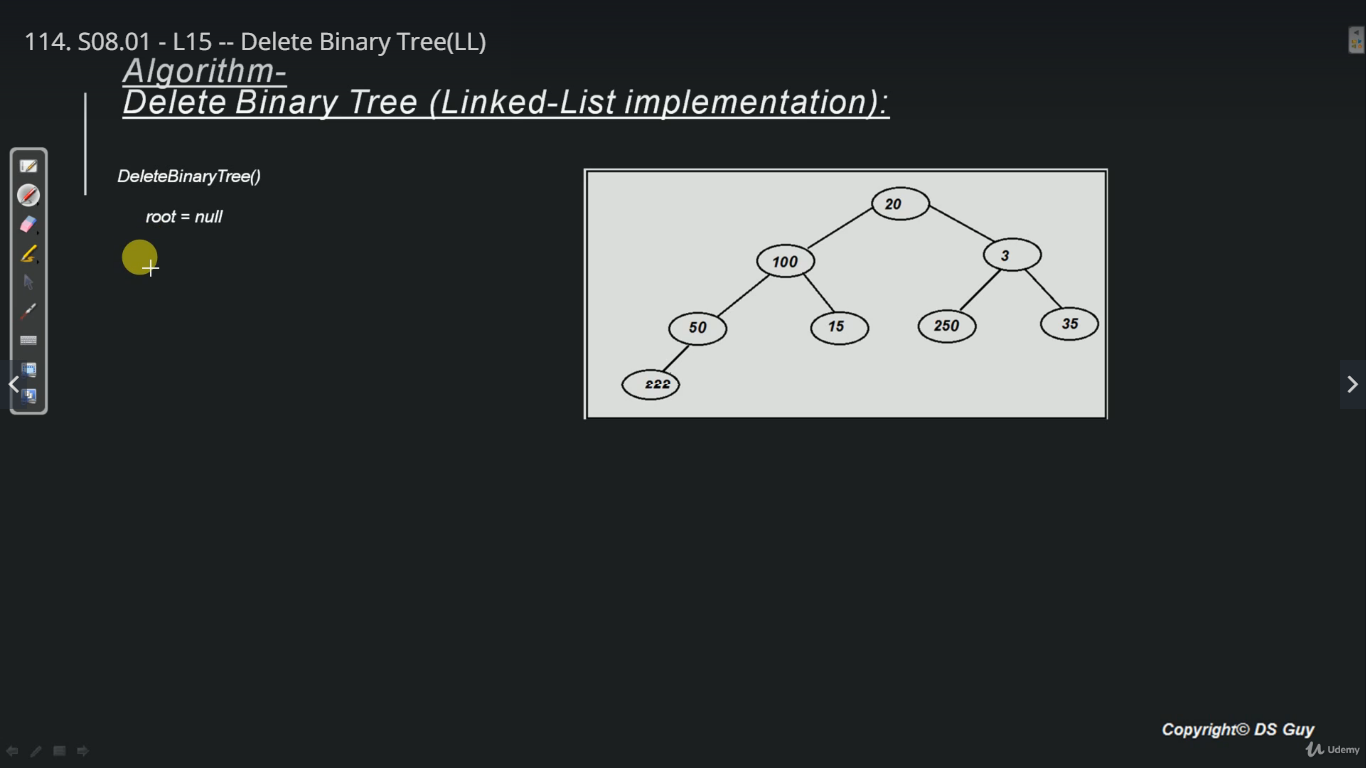 114. S08.01 - L15 -- Delete Binary Tree(LL)
Algorithm-
Delete Binary Tree (Linked-List implementation):
DeleteBinaryTree()
root = null
20
100
3
50
15
250
35
222
Copyright© DS Guy
Udemy